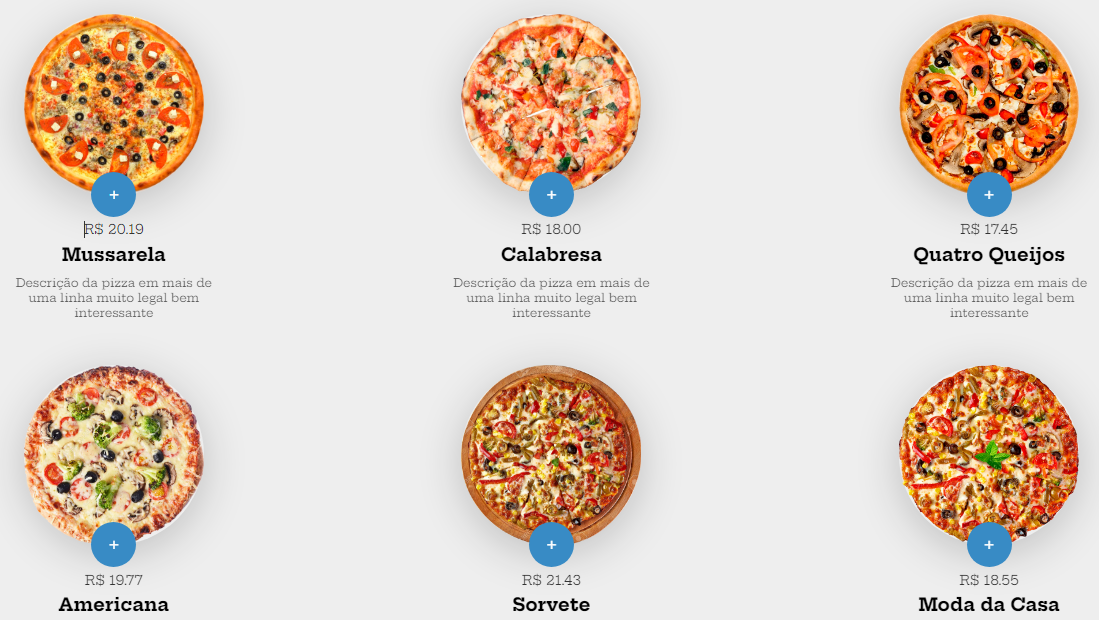 + + +
R$ 20.19 R$ 18.00 R$ 17.45
Mussarela Calabresa Quatro Queijos
Descrição da pizza em mais de Descrição da pizza em mais de Descrição da pizza em mais de
uma linha muito legal bem uma linha muito legal bem uma linha muito legal bem
interessante interessante interessante
+ + +
R$ 19.77 R$ 21.43 R$ 18.55
Americana Sorvete Moda da Casa